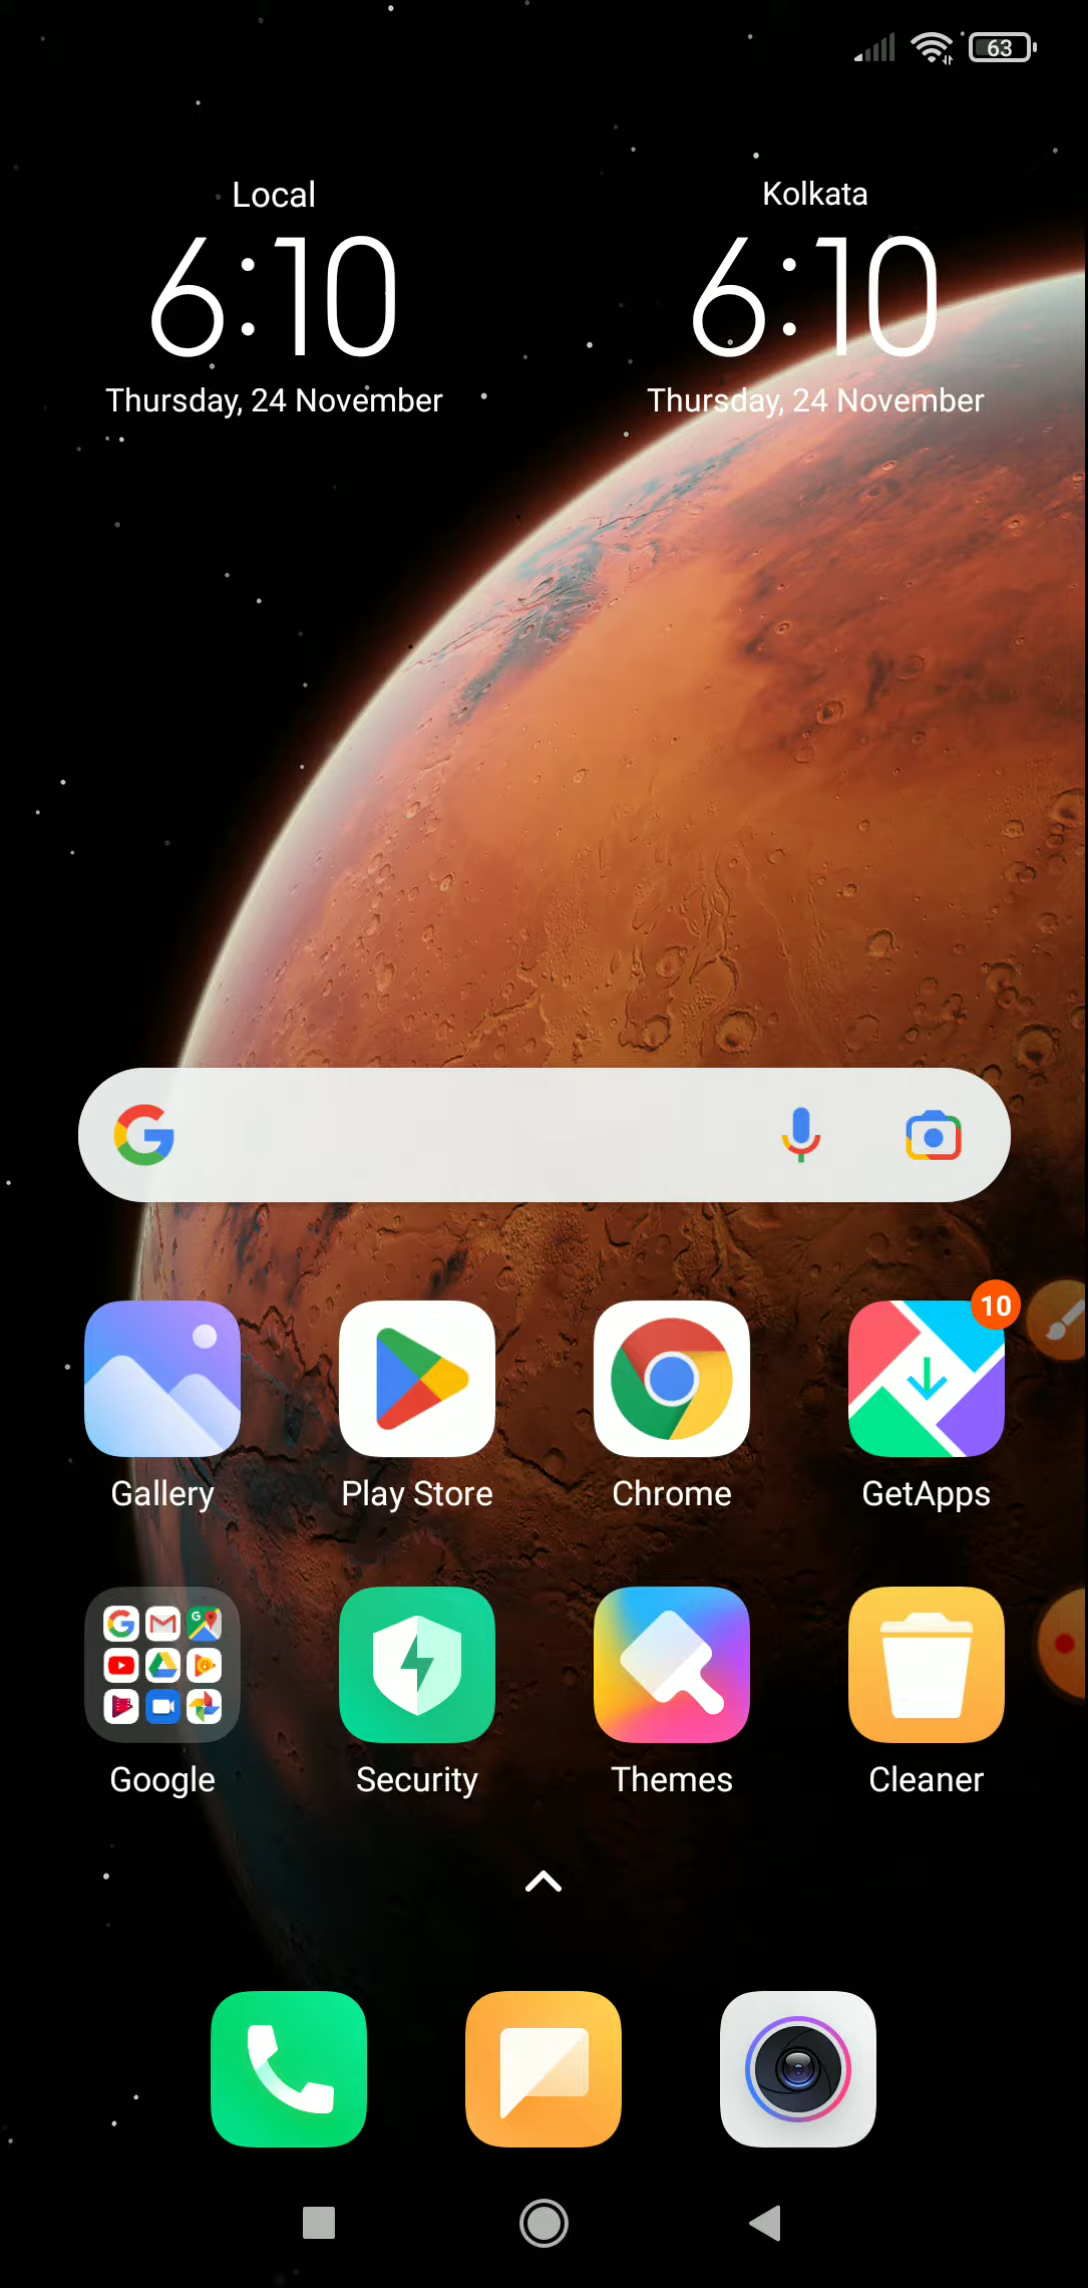 63
Local
Kolkata
6:10
6:10
Thursday, 24 November
Thursday, 24 November
10
Gallery
Play Store
Chrome
GetApps
Google
Security
Themes
Cleaner